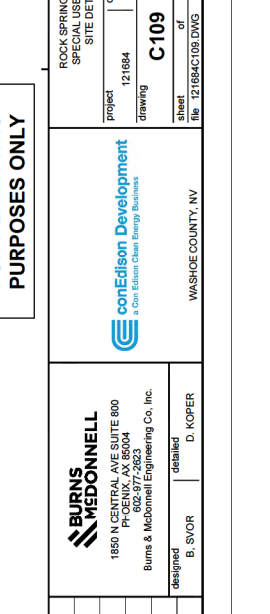 PURPOSES ONLY
BURNS
MCDONNELL
1850 N CENTRAL AVE SUITE 800
PHOENIX, AX 85004
602-977-2623
Burns & McDonnell Engineering Co, Inc.
designed
B. SVOR
detailed
D. KOPER
conEdison Development
a Con Edison Clean Energy Business
WASHOE COUNTY, NV
ROCK SPRING
SPECIAL USE
SITE DET
project
121684
drawing
C109
sheet
of
file 121684C109.DWG